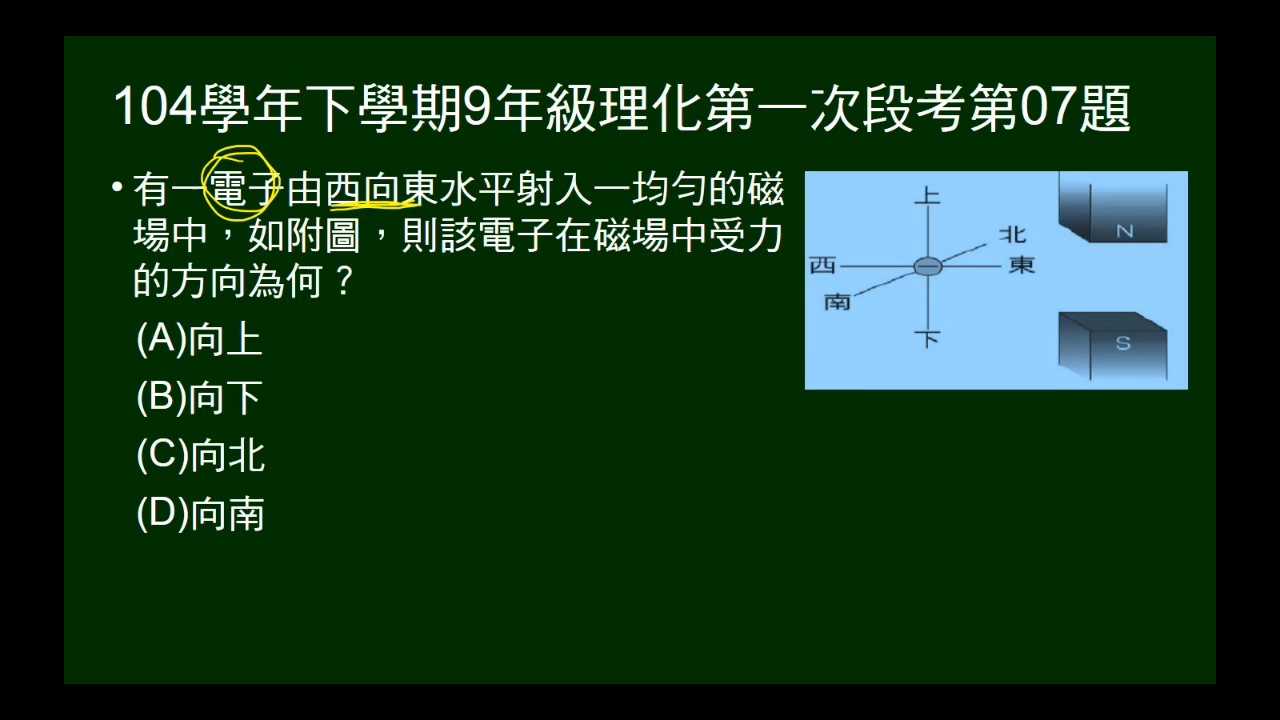 104學年下學期9年級理化第一次段考第07題
• 有一電子由西向東水平射入一均勻的磁
場中，如附圖，則該電子在磁場中受力
的方向為何？
(A)向上
(B)向下
(C)向北
(D)向南
上
北
西
東
南
下
N
S